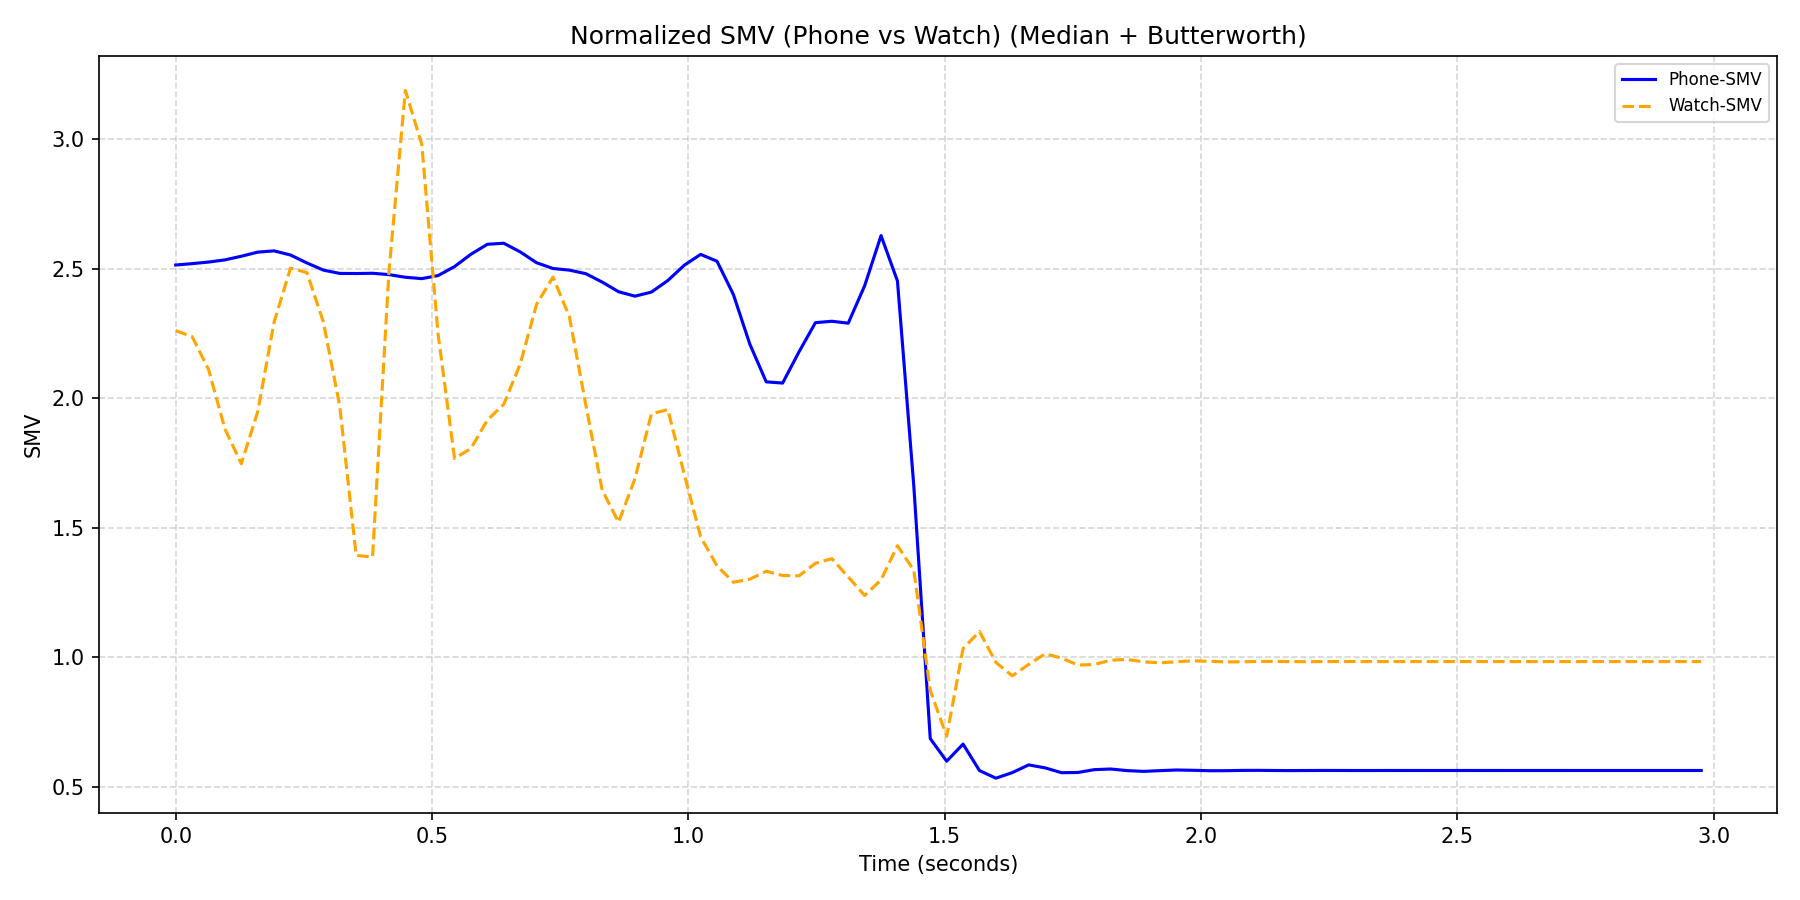 Normalized SMV (Phone vs Watch) (Median + Butterworth)
Phone-SMV
Watch-SMV
SMV
3.0
2.5
2.0
1.5
1.0
0.5
0.0 0.5 1.0 1.5 2.0 2.5 3.0
Time (seconds)